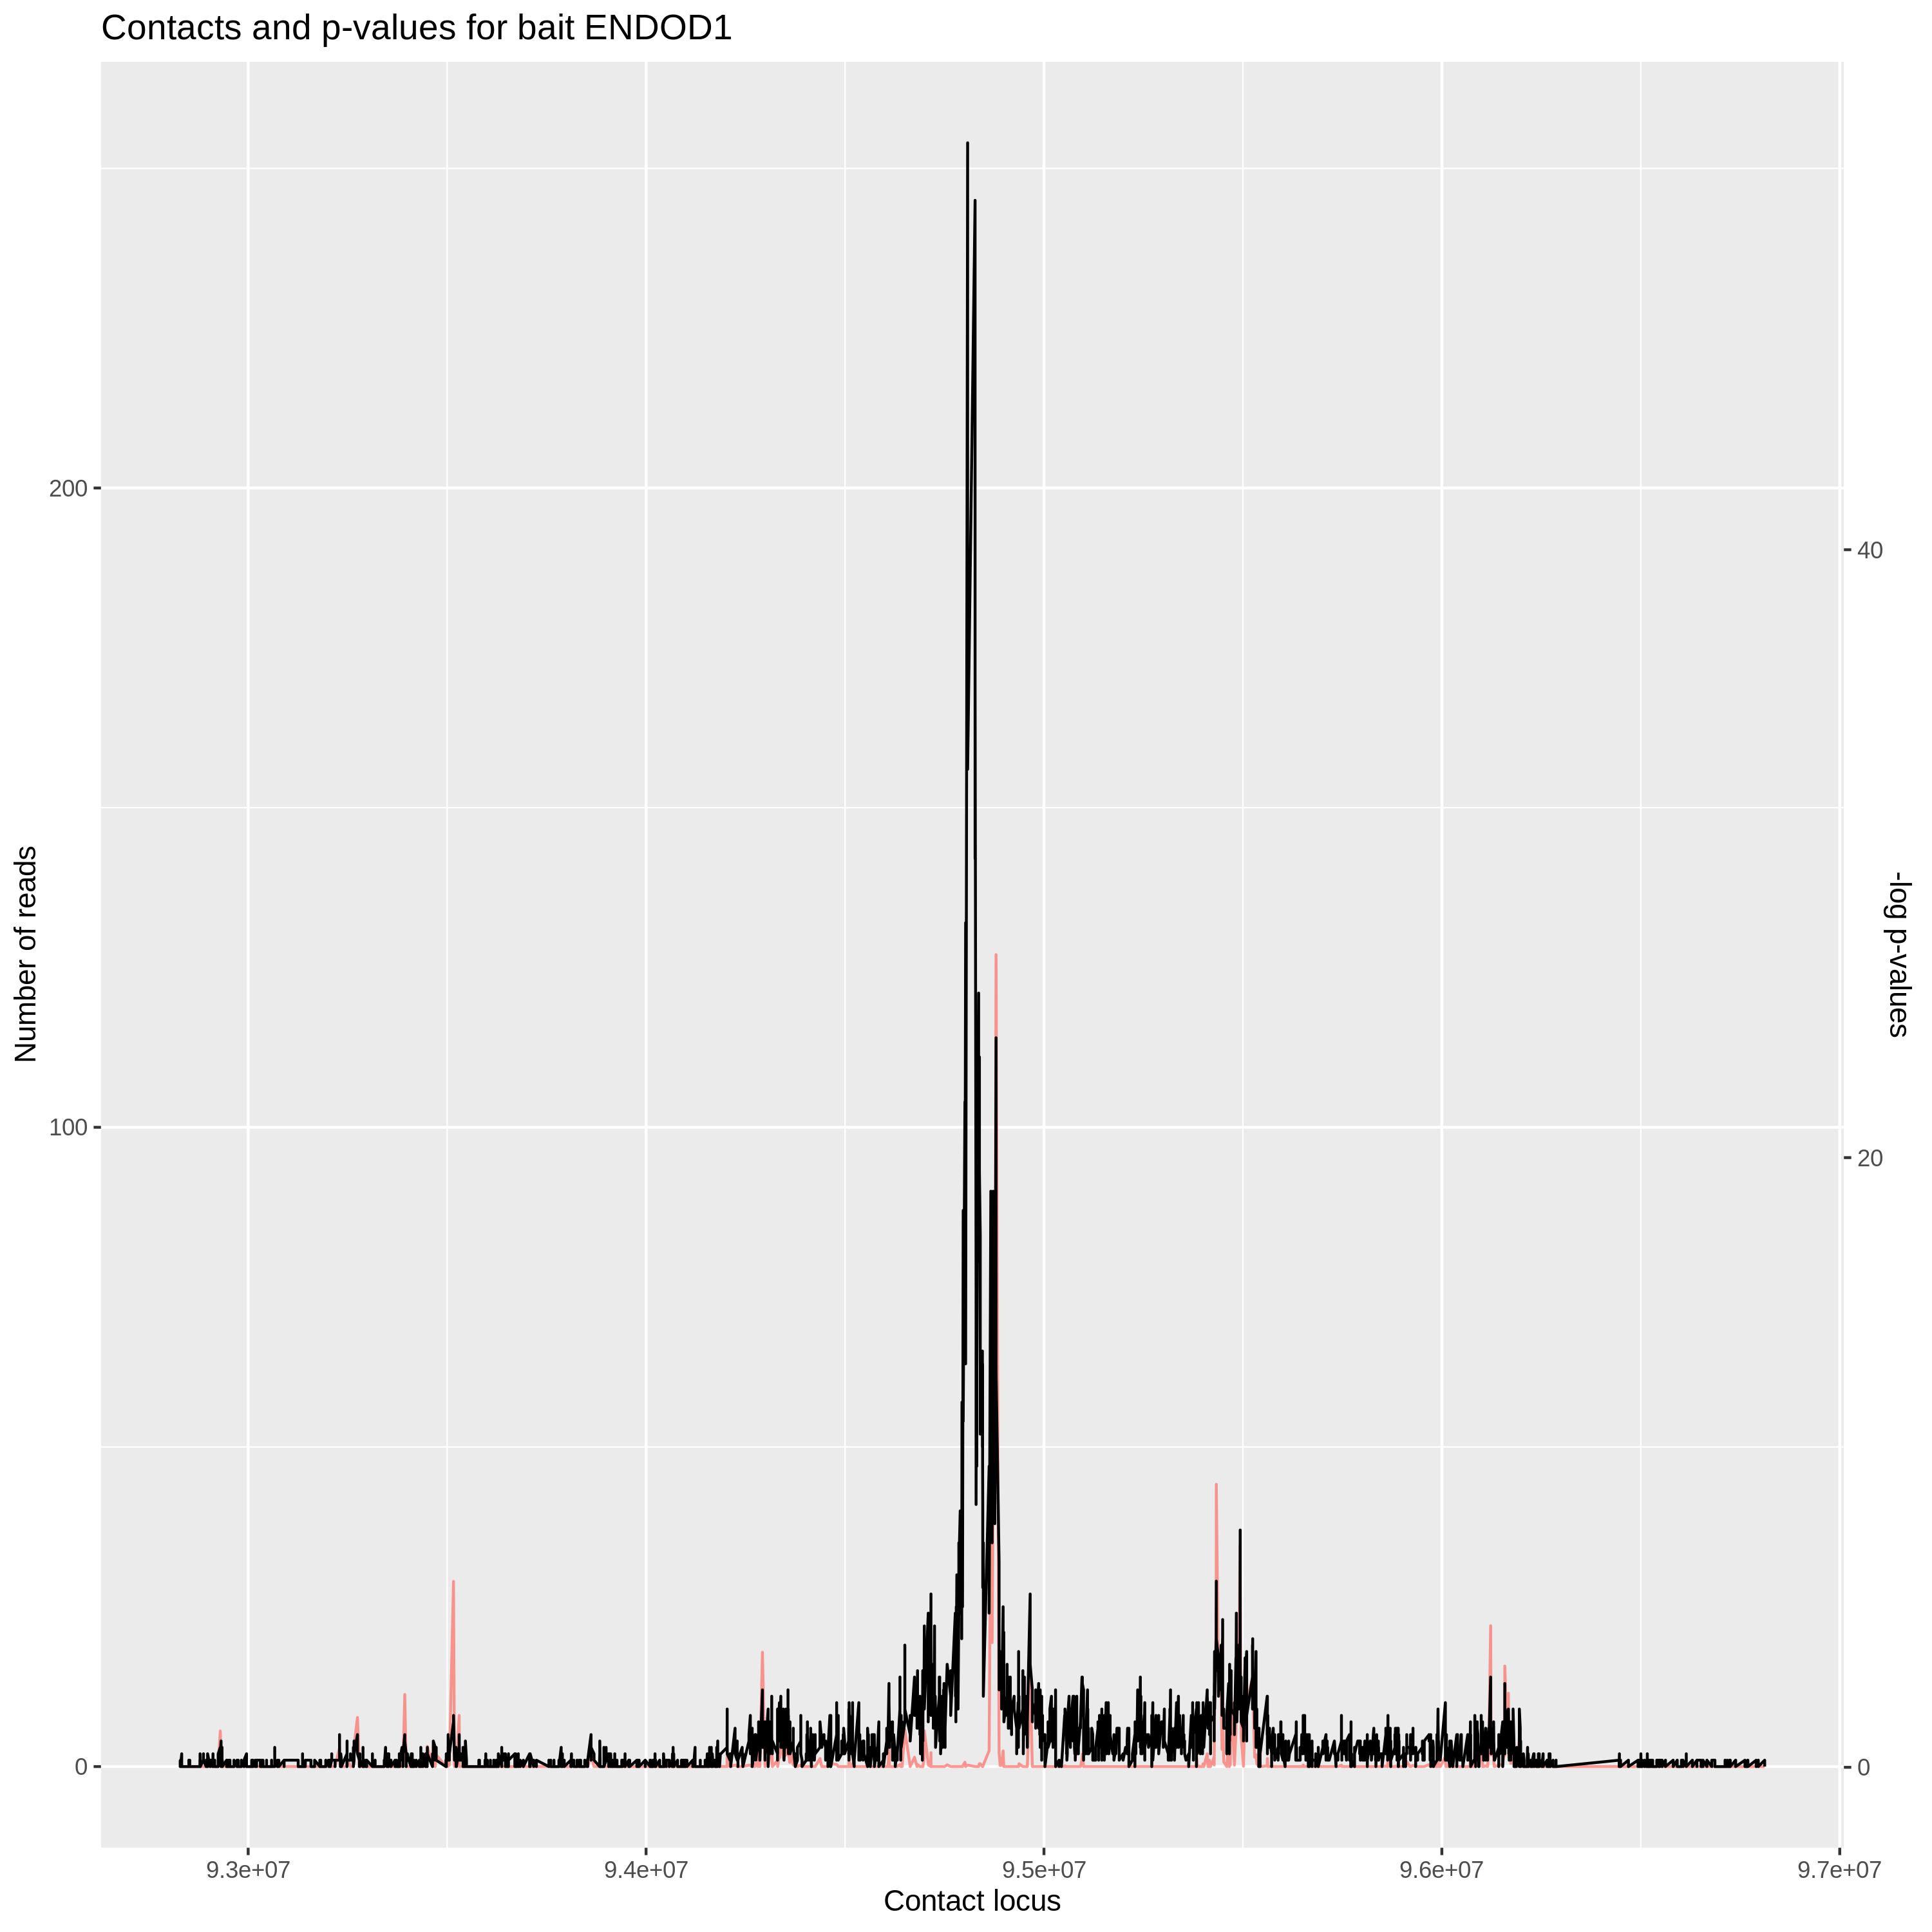 Contacts and p-values for bait ENDOD1
Number of reads
200
100
0
40
20
0
-log p-values
9.3e+07
9.4e+07
9.5e+07
9.6e+07
9.7e+07
Contact locus